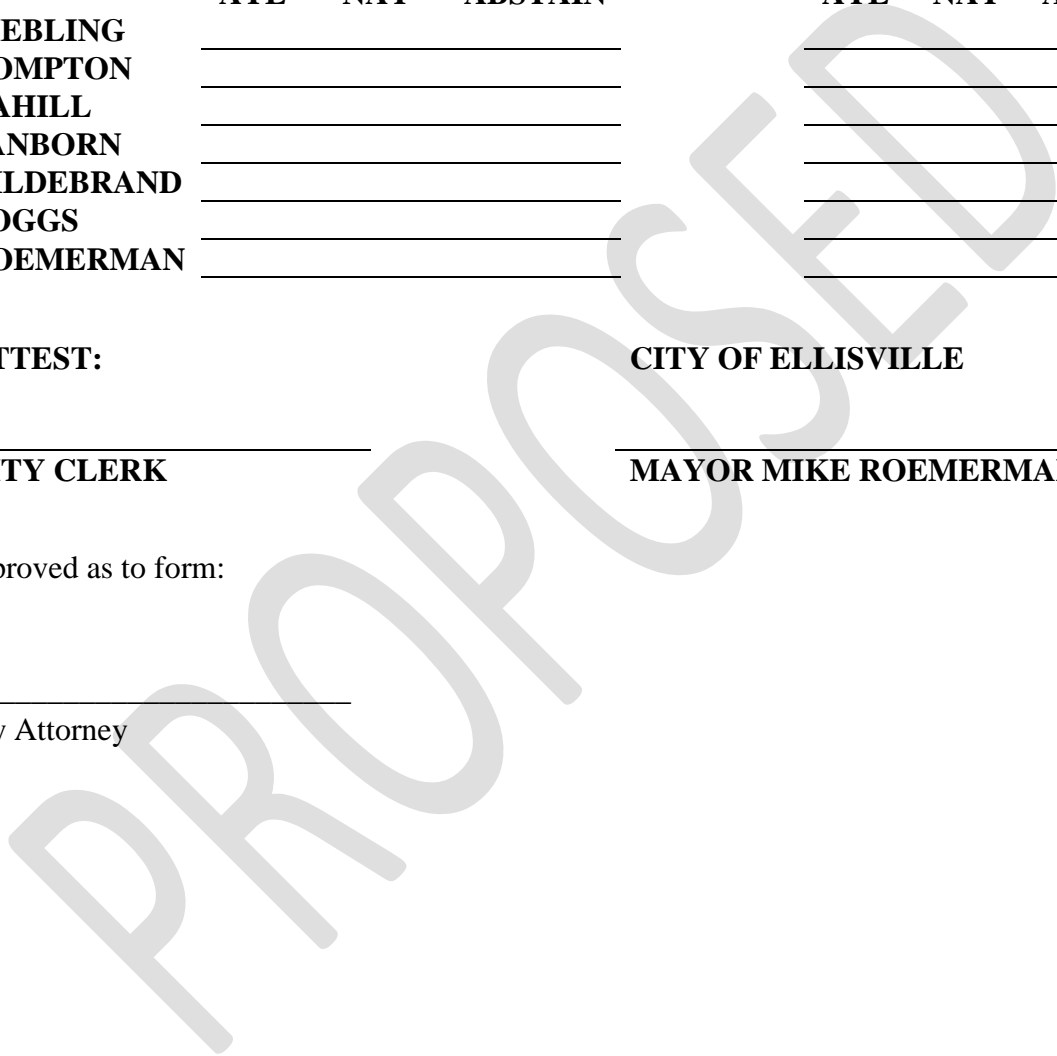 AYE NAY ABSTAIN AYE NAY
EBLING
OMPTON
AHILL
ANBORN
ILDEBRAND
OGGS
OEMERMAN
TTEST: CITY OF ELLISVILLE
TY CLERK MAYOR MIKE ROEMERMA
proved as to form:
Attorney
PROPOSED